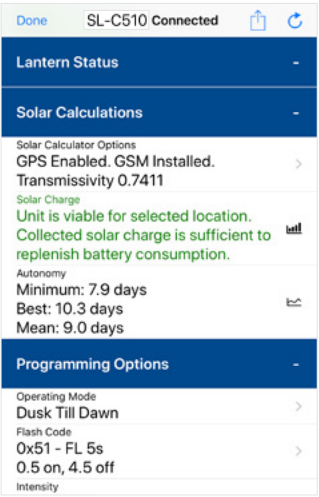 Done SL-C510 Connected
Lantern Status -
Solar Calculations -
Solar Calculator Options
GPS Enabled. GSM Installed.
Transmissivity 0.7411
Solar Charge
Unit is viable for selected location.
Collected solar charge is sufficient to
replenish battery consumption.
Autonomy
Minimum: 7.9 days
Best: 10.3 days
Mean: 9.0 days
Programming Options -
Operating Mode
Dusk Till Dawn
Flash Code
0x51 - FL 5s
0.5 on, 4.5 off
Intensity